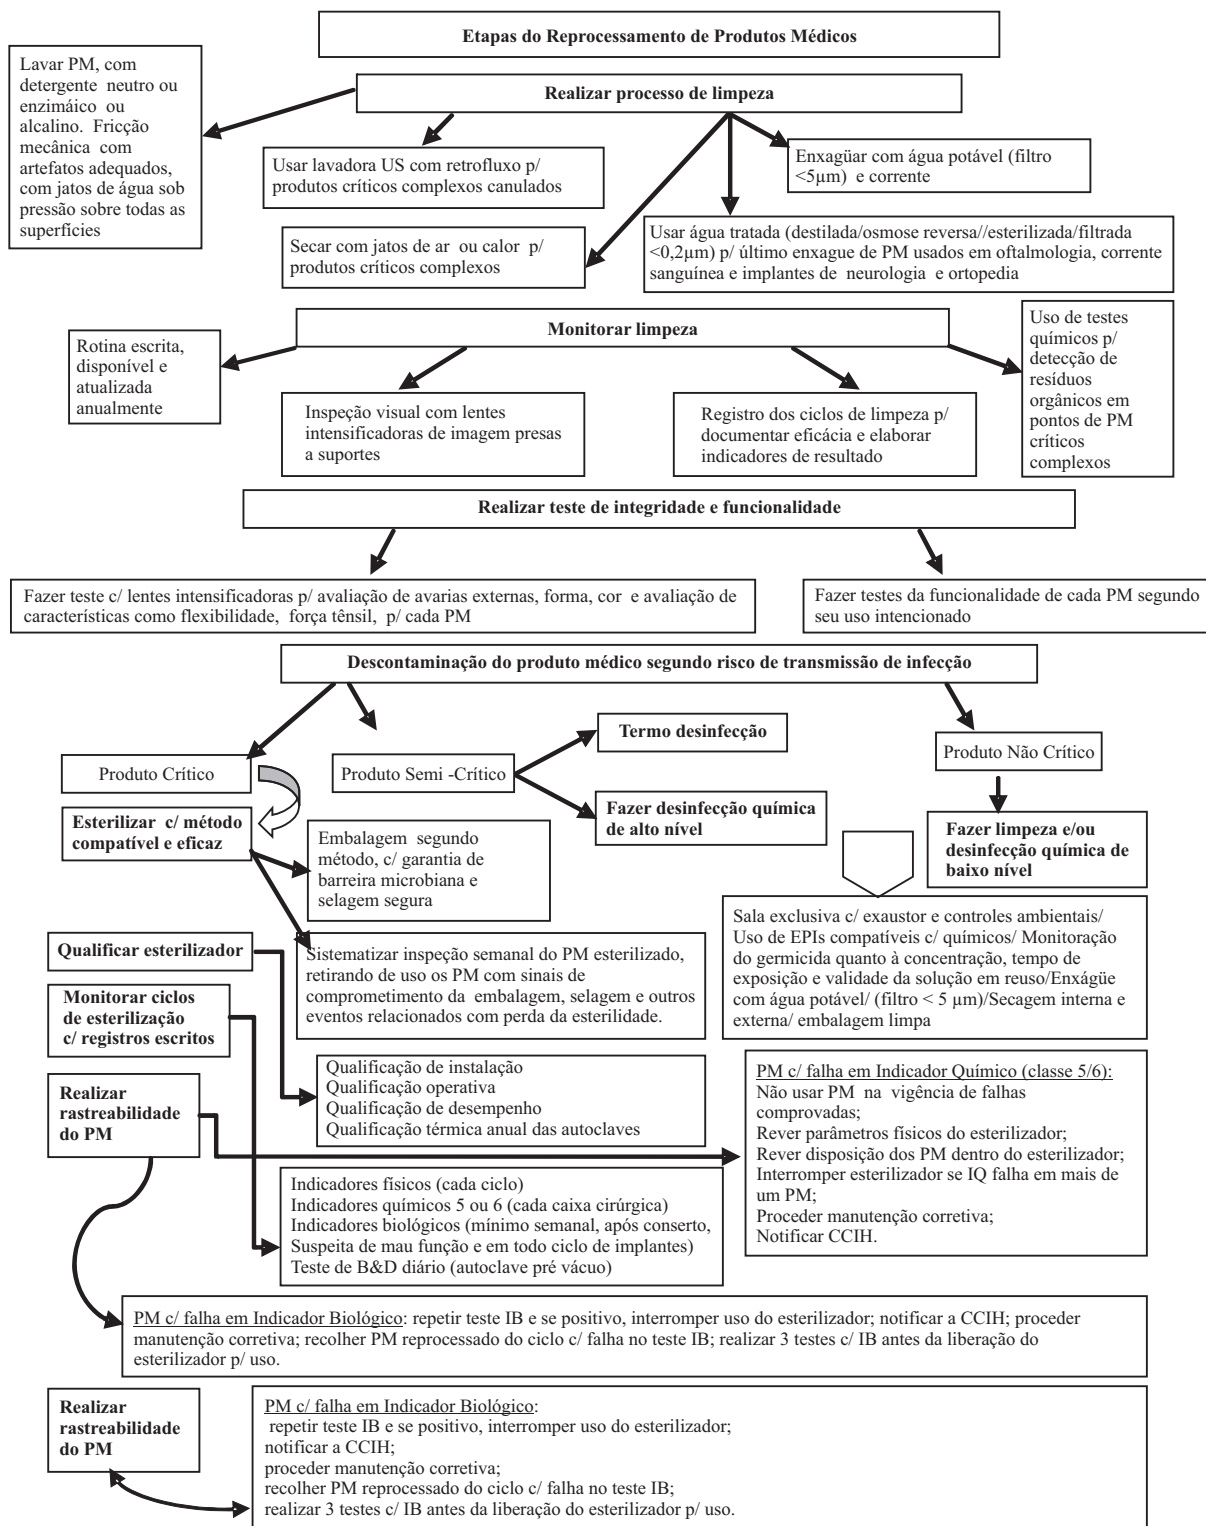 Etapas do Reprocessamento de Produtos Médicos
Lavar PM, com
detergente neutro ou
enzimáico ou
alcalino. Fricção
mecânica com
artefatos adequados,
com jatos de água sob
pressão sobre todas as
superfícies
Realizar processo de limpeza
Usar lavadora US com retrofluxo p/
produtos críticos complexos canulados
Enxagüar com água potável (filtro
<5µm) e corrente
Secar com jatos de ar ou calor p/
produtos críticos complexos
Usar água tratada (destilada/osmose reversa//esterilizada/filtrada
<0,2µm) p/ último enxague de PM usados em oftalmologia, corrente
sanguínea e implantes de neurologia e ortopedia
Monitorar limpeza
Rotina escrita,
disponível e
atualizada
anualmente
Inspeção visual com lentes
intensificadoras de imagem presas
a suportes
Registro dos ciclos de limpeza p/
documentar eficácia e elaborar
indicadores de resultado
Uso de testes
químicos p/
detecção de
resíduos
orgânicos em
pontos de PM
críticos
complexos
Realizar teste de integridade e funcionalidade
Fazer teste c/ lentes intensificadoras p/ avaliação de avarias externas, forma, cor e avaliação de
características como flexibilidade, força tênsil, p/ cada PM
Fazer testes da funcionalidade de cada PM segundo
seu uso intencionado
Descontaminação do produto médico segundo risco de transmissão de infecção
Produto Crítico
Produto Semi -Crítico
Termo desinfecção
Fazer desinfecção química
de alto nível
Produto Não Crítico
Esterilizar c/ método
compatível e eficaz
Embalagem segundo
método, c/ garantia de
barreira microbiana e
selagem segura
Fazer limpeza e/ou
desinfecção química de
baixo nível
Sala exclusiva c/ exaustor e controles ambientais/
Uso de EPIs compatíveis c/ químicos/ Monitoração
do germicida quanto à concentração, tempo de
exposição e validade da solução em reuso/Enxágüe
com água potável/ (filtro < 5 µm)/Secagem interna e
externa/ embalagem limpa
Qualificar esterilizador
Sistematizar inspeção semanal do PM esterilizado,
retirando de uso os PM com sinais de
comprometimento da embalagem, selagem e outros
eventos relacionados com perda da esterilidade.
Monitorar ciclos
de esterilização
c/ registros escritos
Qualificação de instalação
Qualificação operativa
Qualificação de desempenho
Qualificação térmica anual das autoclaves
Realizar
rastreabilidade
do PM
PM c/ falha em Indicador Químico (classe 5/6):
Não usar PM na vigência de falhas
comprovadas;
Rever parâmetros físicos do esterilizador;
Rever disposição dos PM dentro do esterilizador;
Interromper esterilizador se IQ falha em mais de
um PM;
Proceder manutenção corretiva;
Notificar CCIH.
Indicadores físicos (cada ciclo)
Indicadores químicos 5 ou 6 (cada caixa cirúrgica)
Indicadores biológicos (mínimo semanal, após conserto,
Suspeita de mau função e em todo ciclo de implantes)
Teste de B&D diário (autoclave pré vácuo)
PM c/ falha em Indicador Biológico: repetir teste IB e se positivo, interromper uso do esterilizador; notificar a CCIH; proceder
manutenção corretiva; recolher PM reprocessado do ciclo c/ falha no teste IB; realizar 3 testes c/ IB antes da liberação do
esterilizador p/ uso.
Realizar
rastreabilidade
do PM
PM c/ falha em Indicador Biológico:
repetir teste IB e se positivo, interromper uso do esterilizador;
notificar a CCIH;
proceder manutenção corretiva;
recolher PM reprocessado do ciclo c/ falha no teste IB;
realizar 3 testes c/ IB antes da liberação do esterilizador p/ uso.